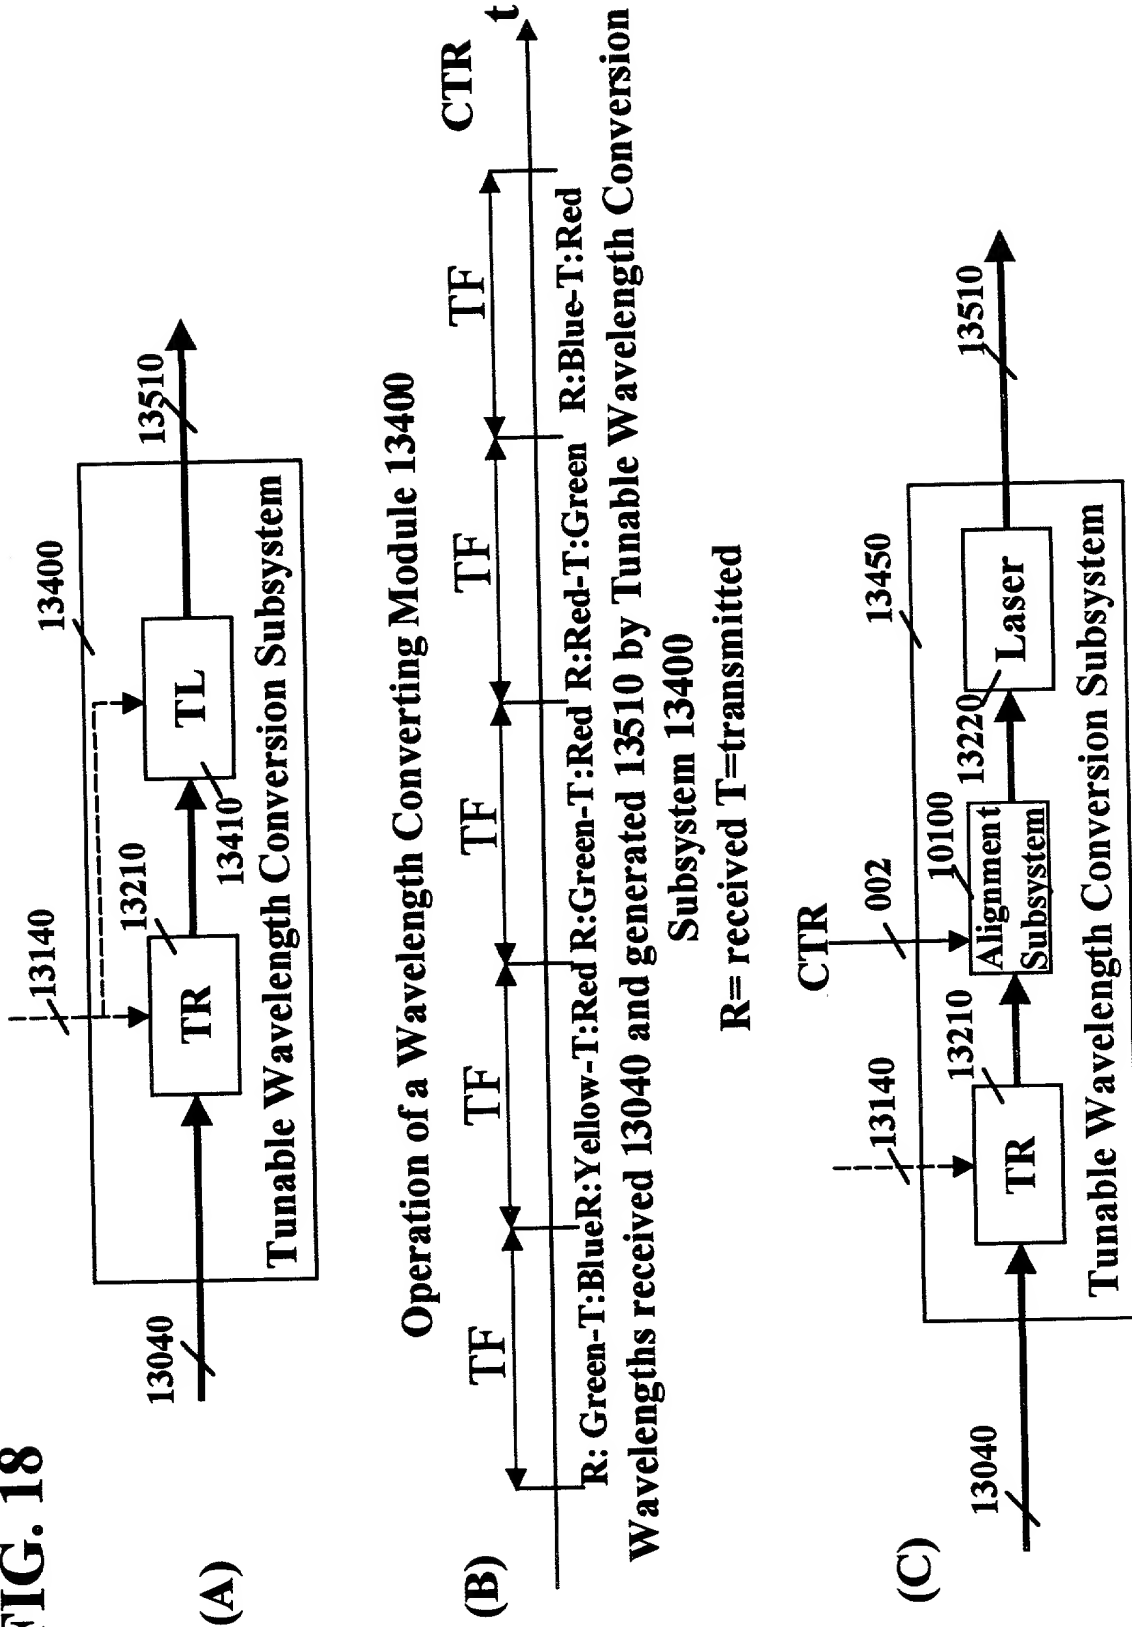 FIG. 18
(A)
13040
13140
13210
TR
13400
TL
13410
13510
Tunable Wavelength Conversion Subsystem
Operation of a Wavelength Converting Module 13400
(B)
TF
TF
TF
TF
TF
CTR
t
R: Green-T:Blue
R:Yellow-T:Red
R:Green-T:Red
R:Red-T:Green
R:Blue-T:Red
Wavelengths received 13040 and generated 13510 by Tunable Wavelength Conversion
Subsystem 13400
R= received T=transmitted
(C)
13040
13140
TR
13210
CTR
002
10100
Alignment
Subsystem
13220
Laser
13450
13510
Tunable Wavelength Conversion Subsystem